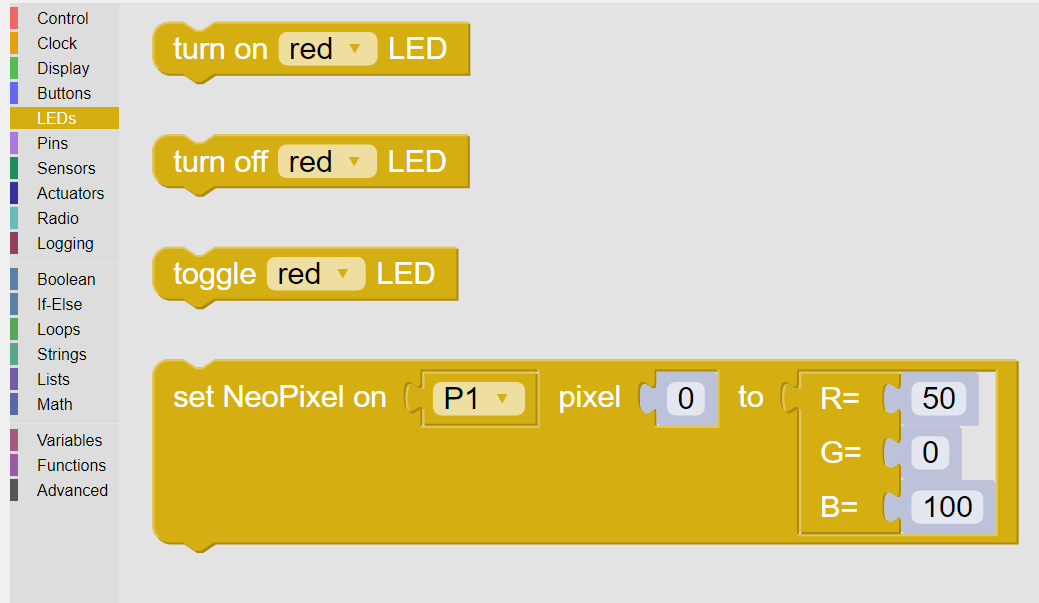 Control
Clock
Display
Buttons
LEDs
Pins
Sensors
Actuators
Radio
Logging
Boolean
If-Else
Loops
Strings
Lists
Math
Variables
Functions
Advanced
turn on red LED
turn off red LED
toggle red LED
set NeoPixel on P1 pixel 0 to R= 50
G= 0
B= 100